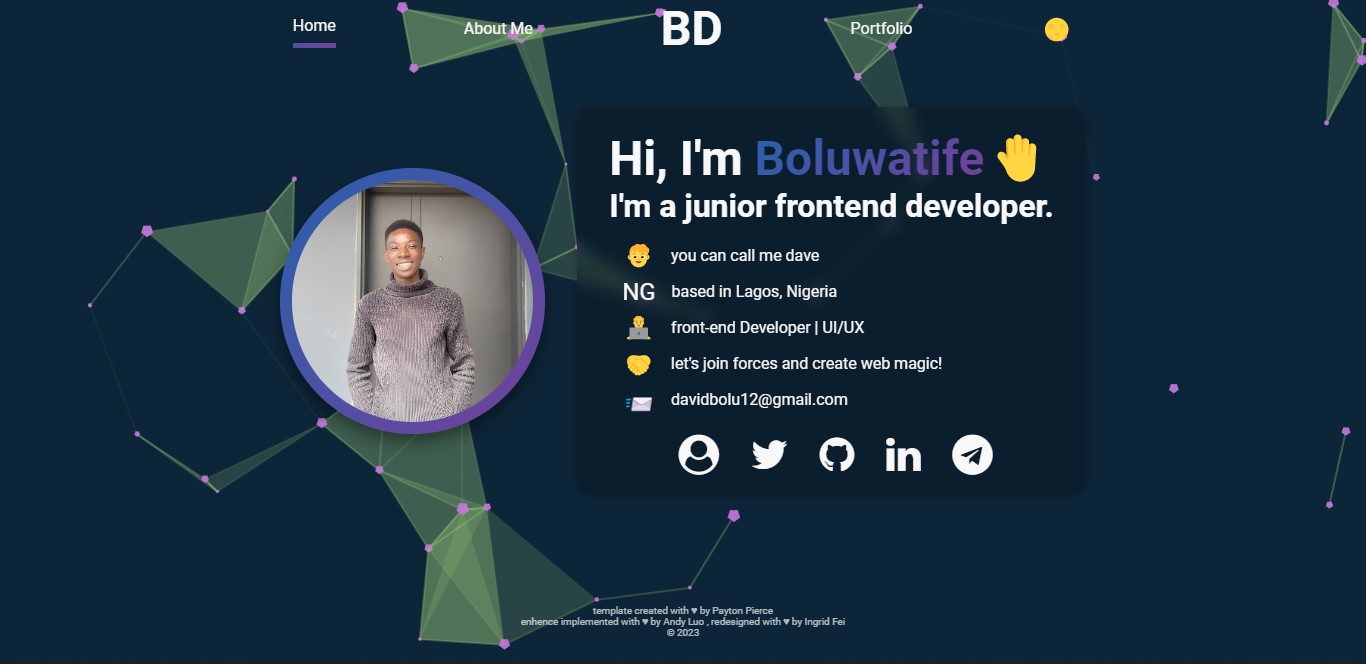 Home
About Me
BD
Portfolio
Hi, I'm Boluwatife
I'm a junior frontend developer.
you can call me dave
NG based in Lagos, Nigeria
front-end Developer | UI/UX
let's join forces and create web magic!
davidbolu12@gmail.com
in
template created with ♥ by Payton Pierce
enhence implemented with ♥ by Andy Luo , redesigned with ♥ by Ingrid Fei
© 2023